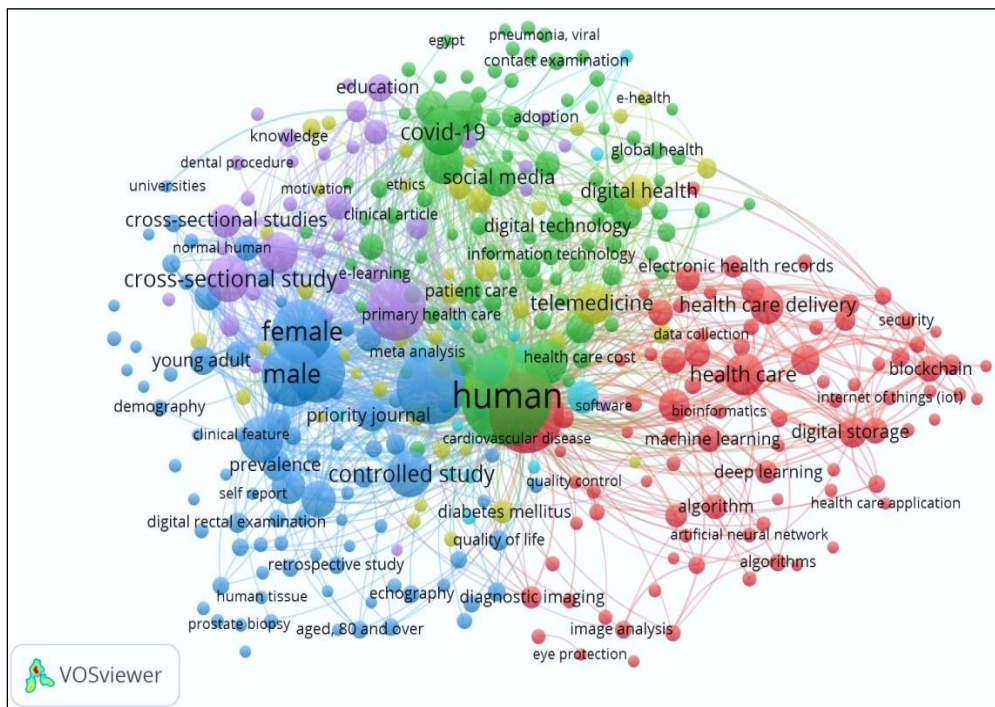 pneumonia, viral
egypt
contact examination
education
e-health
covid-19
adoption
knowledge
global health
dental procedure
social media
universities
motivation
ethics
digital health
cross-sectional studies
clinical article
digital technology
normal human
information technology
cross-sectional study
e-learning
electronic health records
patient care
telemedicine
health care delivery
primary health care
security
female
data collection
young adult
meta analysis
health care cost
male
health care
blockchain
human
internet of things (iot)
demography
priority journal
software
bioinformatics
clinical feature
cardiovascular disease
machine learning
digital storage
prevalence
controlled study
deep learning
self report
quality control
health care application
digital rectal examination
diabetes mellitus
algorithm
quality of life
artificial neural network
retrospective study
algorithms
human tissue
echography
diagnostic imaging
prostate biopsy
aged, 80 and over
image analysis
eye protection
VOSviewer